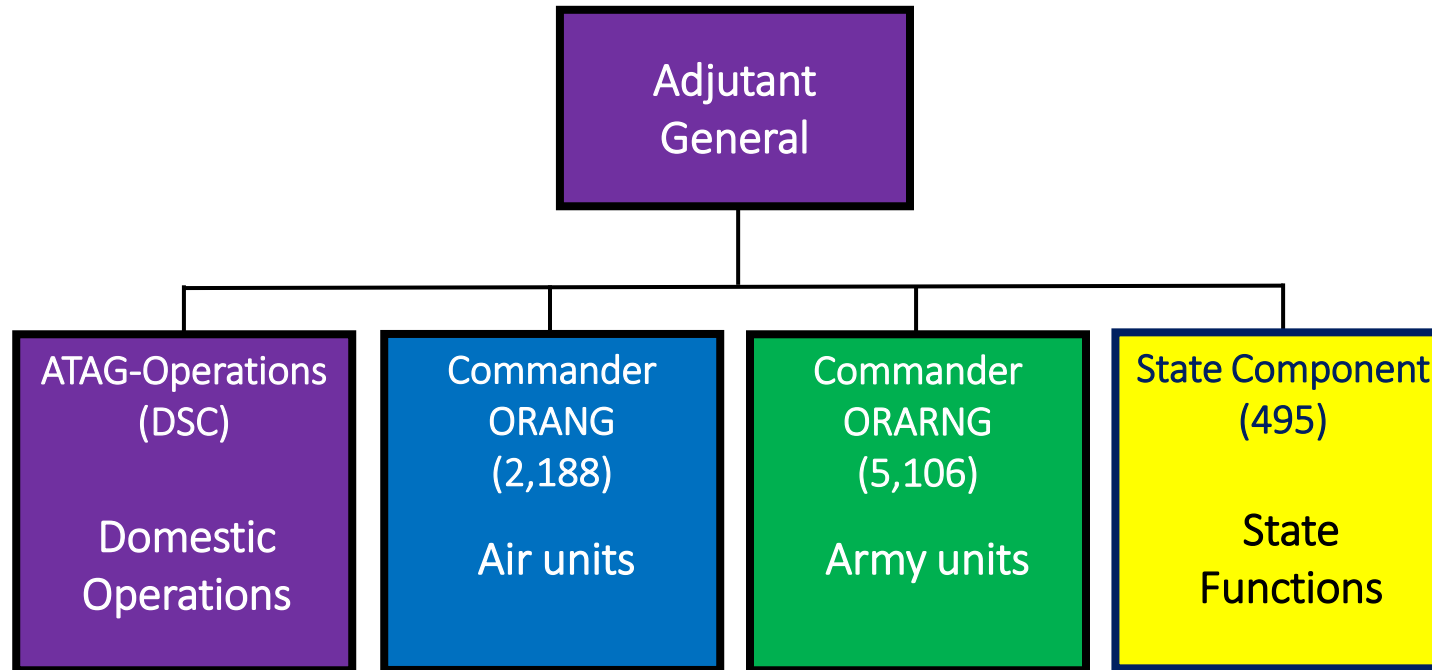 Adjutant
General
ATAG-Operations
(DSC)
Domestic
Operations
Commander
ORANG
(2,188)
Air units
Commander
ORARNG
(5,106)
Army units
State Component
(495)
State
Functions